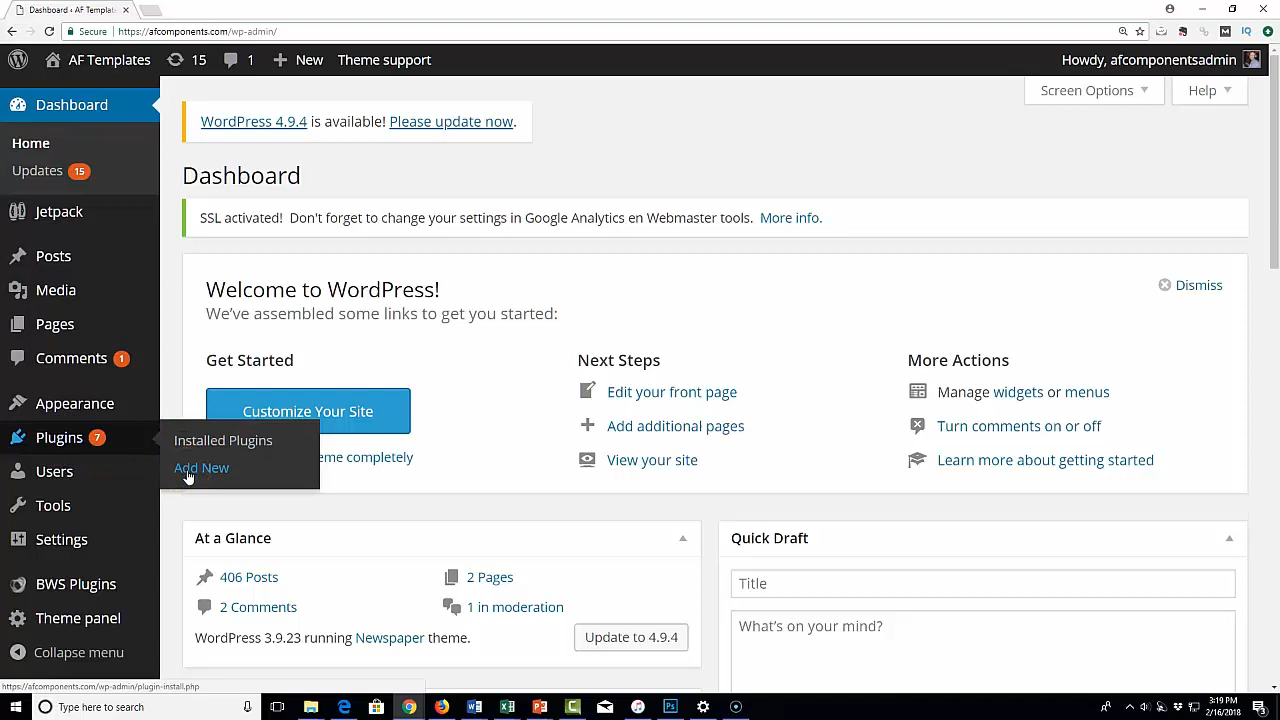 Dashboard ‹ AF Templat
Secure
https://afcomponents.com/wp-admin/
AF Templates
15
1
New
Theme support
Howdy, afcomponentsadmin
Dashboard
Home
Updates 15
Jetpack
Posts
Media
Pages
Comments 1
Appearance
Plugins 7
Users
Tools
Settings
BWS Plugins
Theme panel
Collapse menu
Installed Plugins
Add New
Screen Options
Help
WordPress 4.9.4 is available! Please update now.
Dashboard
SSL activated! Don't forget to change your settings in Google Analytics en Webmaster tools. More info.
Welcome to WordPress!
We've assembled some links to get you started:
Dismiss
Get Started
Customize Your Site
eme completely
Next Steps
Edit your front page
Add additional pages
View your site
More Actions
Manage widgets or menus
Turn comments on or off
Learn more about getting started
At a Glance
406 Posts
2 Pages
2 Comments
1 in moderation
WordPress 3.9.23 running Newspaper theme.
Update to 4.9.4
Quick Draft
Title
What's on your mind?
https://afcomponents.com/wp-admin/plugin-install.php
Type here to search
3:19 PM
2/16/2018